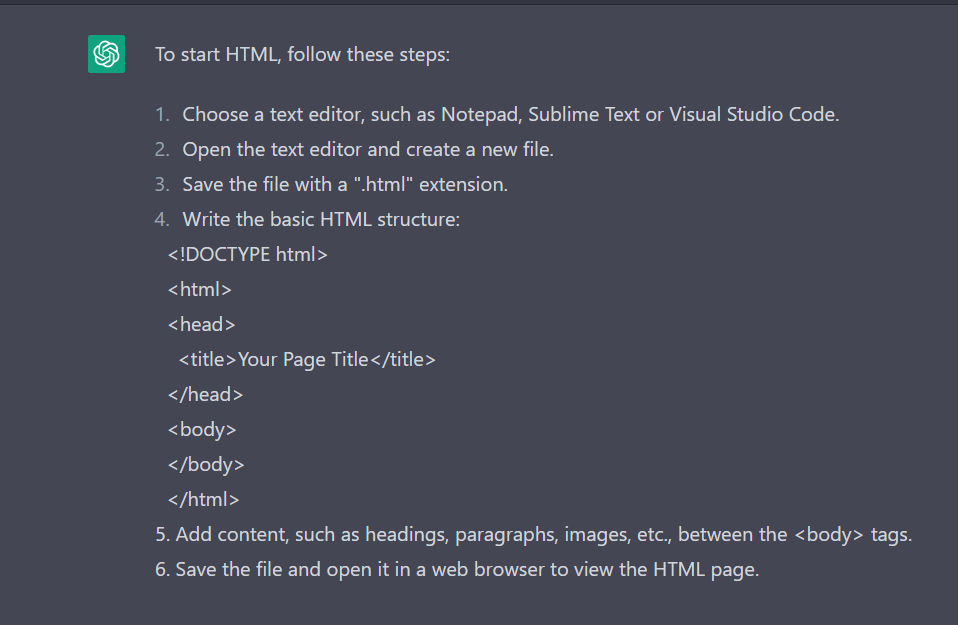 To start HTML, follow these steps:
1. Choose a text editor, such as Notepad, Sublime Text or Visual Studio Code.
2. Open the text editor and create a new file.
3. Save the file with a ".html" extension.
4. Write the basic HTML structure:
<!DOCTYPE html>
<html>
<head>
<title>Your Page Title</title>
</head>
<body>
</body>
</html>
5. Add content, such as headings, paragraphs, images, etc., between the <body> tags.
6. Save the file and open it in a web browser to view the HTML page.